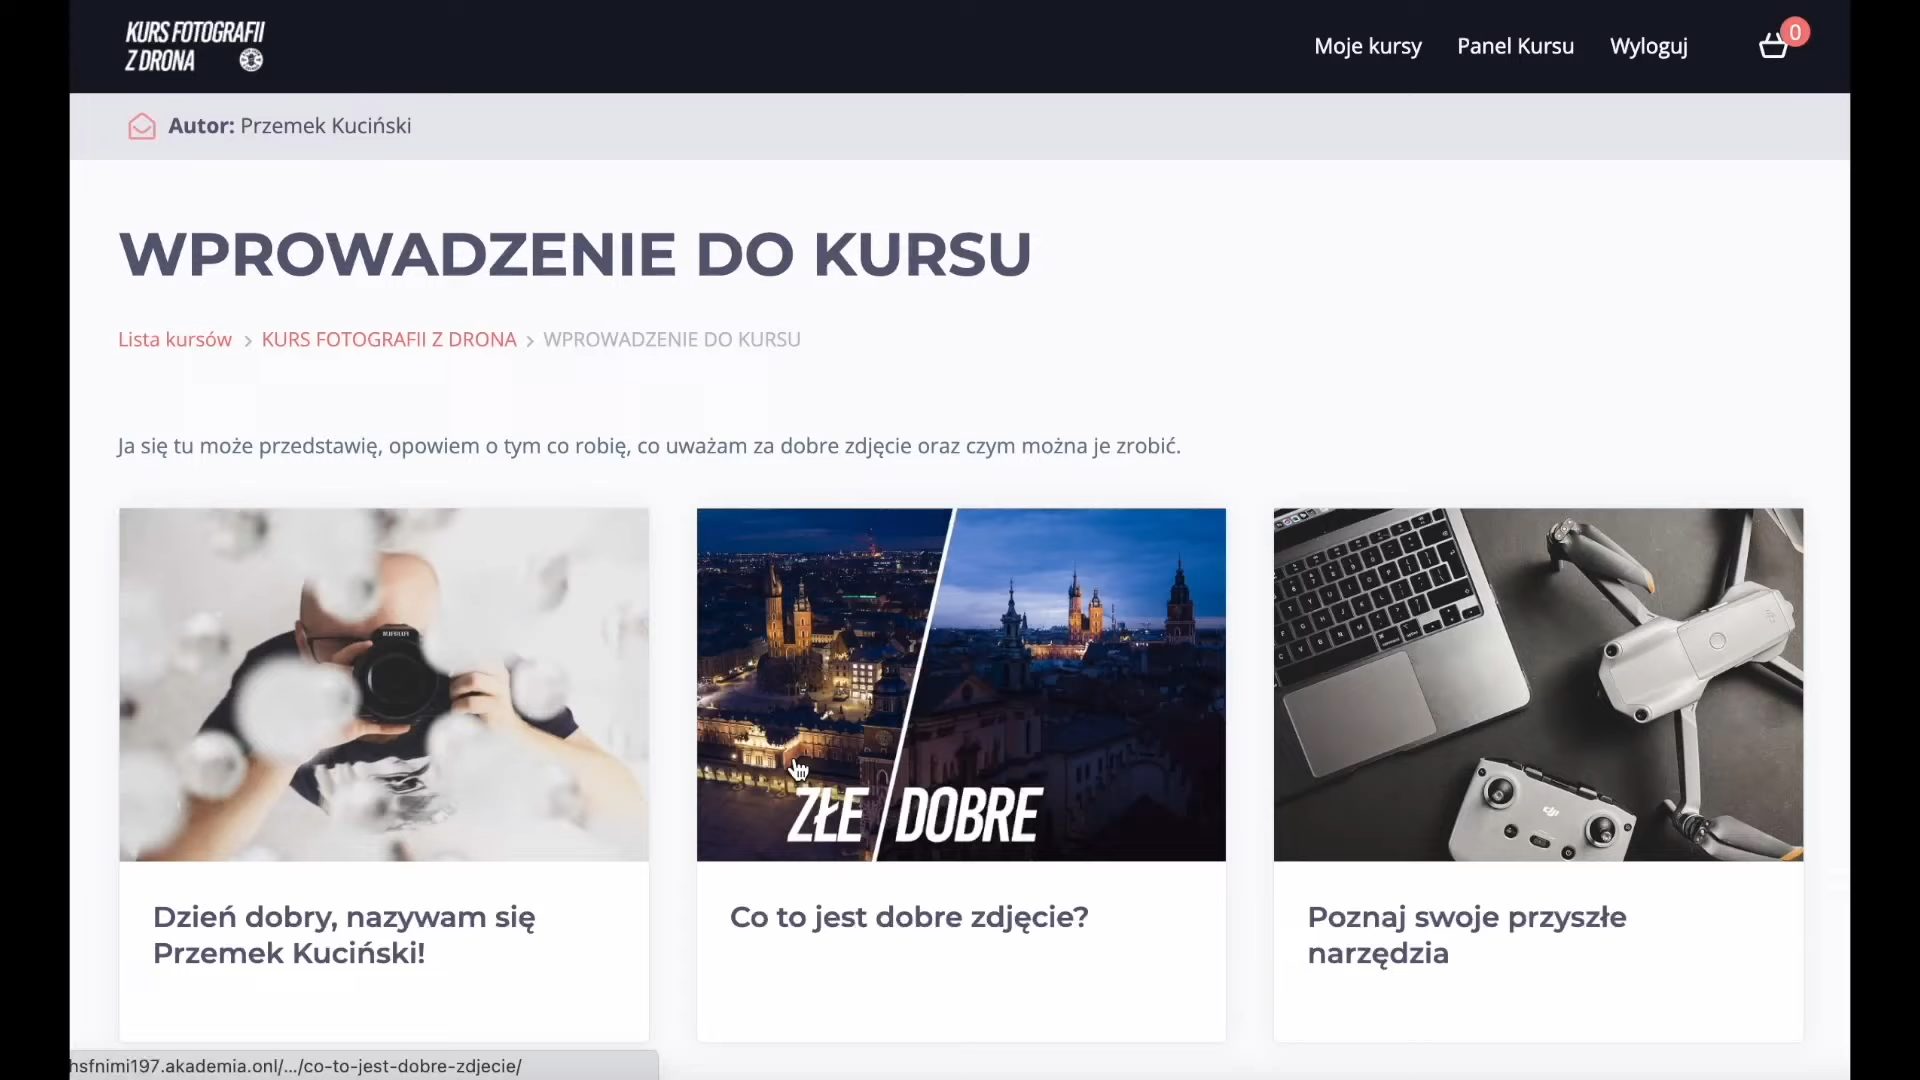 KURS FOTOGRAFII
Z DRONA
Moje kursy Panel Kursu Wyloguj 0
Autor: Przemek Kuciński
WPROWADZENIE DO KURSU
Lista kursów > KURS FOTOGRAFII Z DRONA > WPROWADZENIE DO KURSU
Ja się tu może przedstawię, opowiem o tym co robię, co uważam za dobre zdjęcie oraz czym można je zrobić.
ZŁE / DOBRE
Dzień dobry, nazywam się
Przemek Kuciński!
Co to jest dobre zdjęcie?
Poznaj swoje przyszłe
narzędzia
hsfnimi197.akademia.onl/.../co-to-jest-dobre-zdjecie/